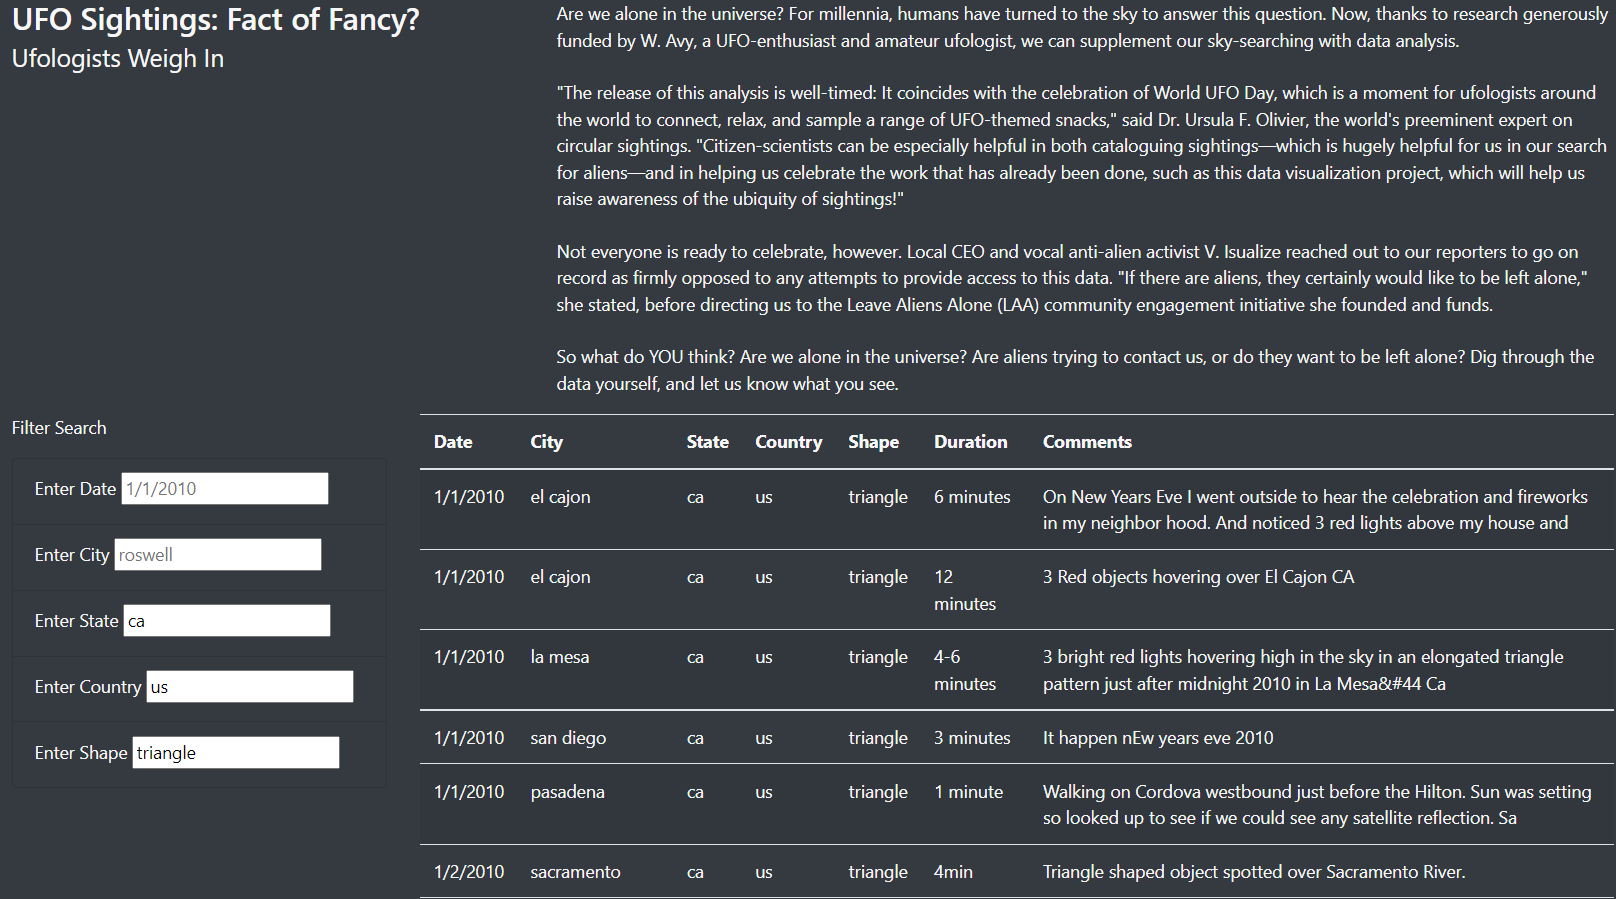 UFO Sightings: Fact of Fancy?
Ufologists Weigh In
Are we alone in the universe? For millennia, humans have turned to the sky to answer this question. Now, thanks to research generously
funded by W. Avy, a UFO-enthusiast and amateur ufologist, we can supplement our sky-searching with data analysis.
"The release of this analysis is well-timed: It coincides with the celebration of World UFO Day, which is a moment for ufologists around
the world to connect, relax, and sample a range of UFO-themed snacks," said Dr. Ursula F. Olivier, the world's preeminent expert on
circular sightings. "Citizen-scientists can be especially helpful in both cataloguing sightings—which is hugely helpful for us in our search
for aliens—and in helping us celebrate the work that has already been done, such as this data visualization project, which will help us
raise awareness of the ubiquity of sightings!"
Not everyone is ready to celebrate, however. Local CEO and vocal anti-alien activist V. Isualize reached out to our reporters to go on
record as firmly opposed to any attempts to provide access to this data. "If there are aliens, they certainly would like to be left alone,"
she stated, before directing us to the Leave Aliens Alone (LAA) community engagement initiative she founded and funds.
So what do YOU think? Are we alone in the universe? Are aliens trying to contact us, or do they want to be left alone? Dig through the
data yourself, and let us know what you see.
Filter Search
Enter Date 1/1/2010
Enter City roswell
Enter State ca
Enter Country us
Enter Shape triangle
Date City State Country Shape Duration Comments
1/1/2010 el cajon ca us triangle 6 minutes On New Years Eve I went outside to hear the celebration and fireworks
in my neighbor hood. And noticed 3 red lights above my house and
1/1/2010 el cajon ca us triangle 12 3 Red objects hovering over El Cajon CA
minutes
1/1/2010 la mesa ca us triangle 4-6 3 bright red lights hovering high in the sky in an elongated triangle
minutes pattern just after midnight 2010 in La Mesa&#44 Ca
1/1/2010 san diego ca us triangle 3 minutes It happen nEw years eve 2010
1/1/2010 pasadena ca us triangle 1 minute Walking on Cordova westbound just before the Hilton. Sun was setting
so looked up to see if we could see any satellite reflection. Sa
1/2/2010 sacramento ca us triangle 4min Triangle shaped object spotted over Sacramento River.